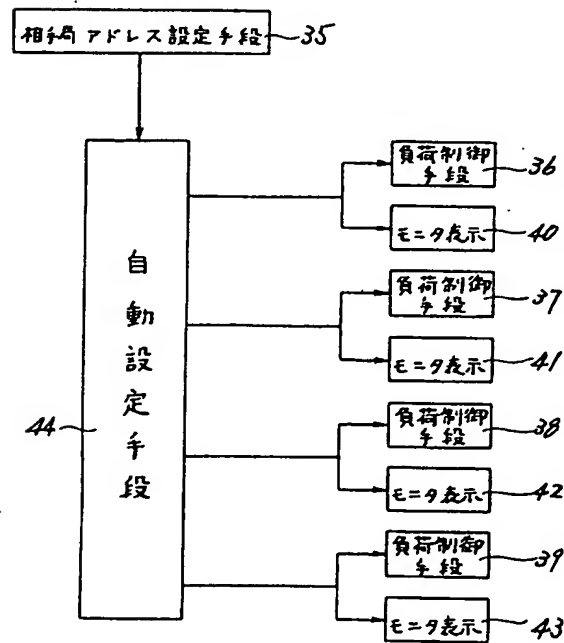 相手局アドレス設定手段 35
自動設定手段
44
負荷制御
手段
36
モニタ表示 40
負荷制御
手段
37
モニタ表示 41
負荷制御
手段
38
モニタ表示 42
負荷制御
手段
39
モニタ表示 43